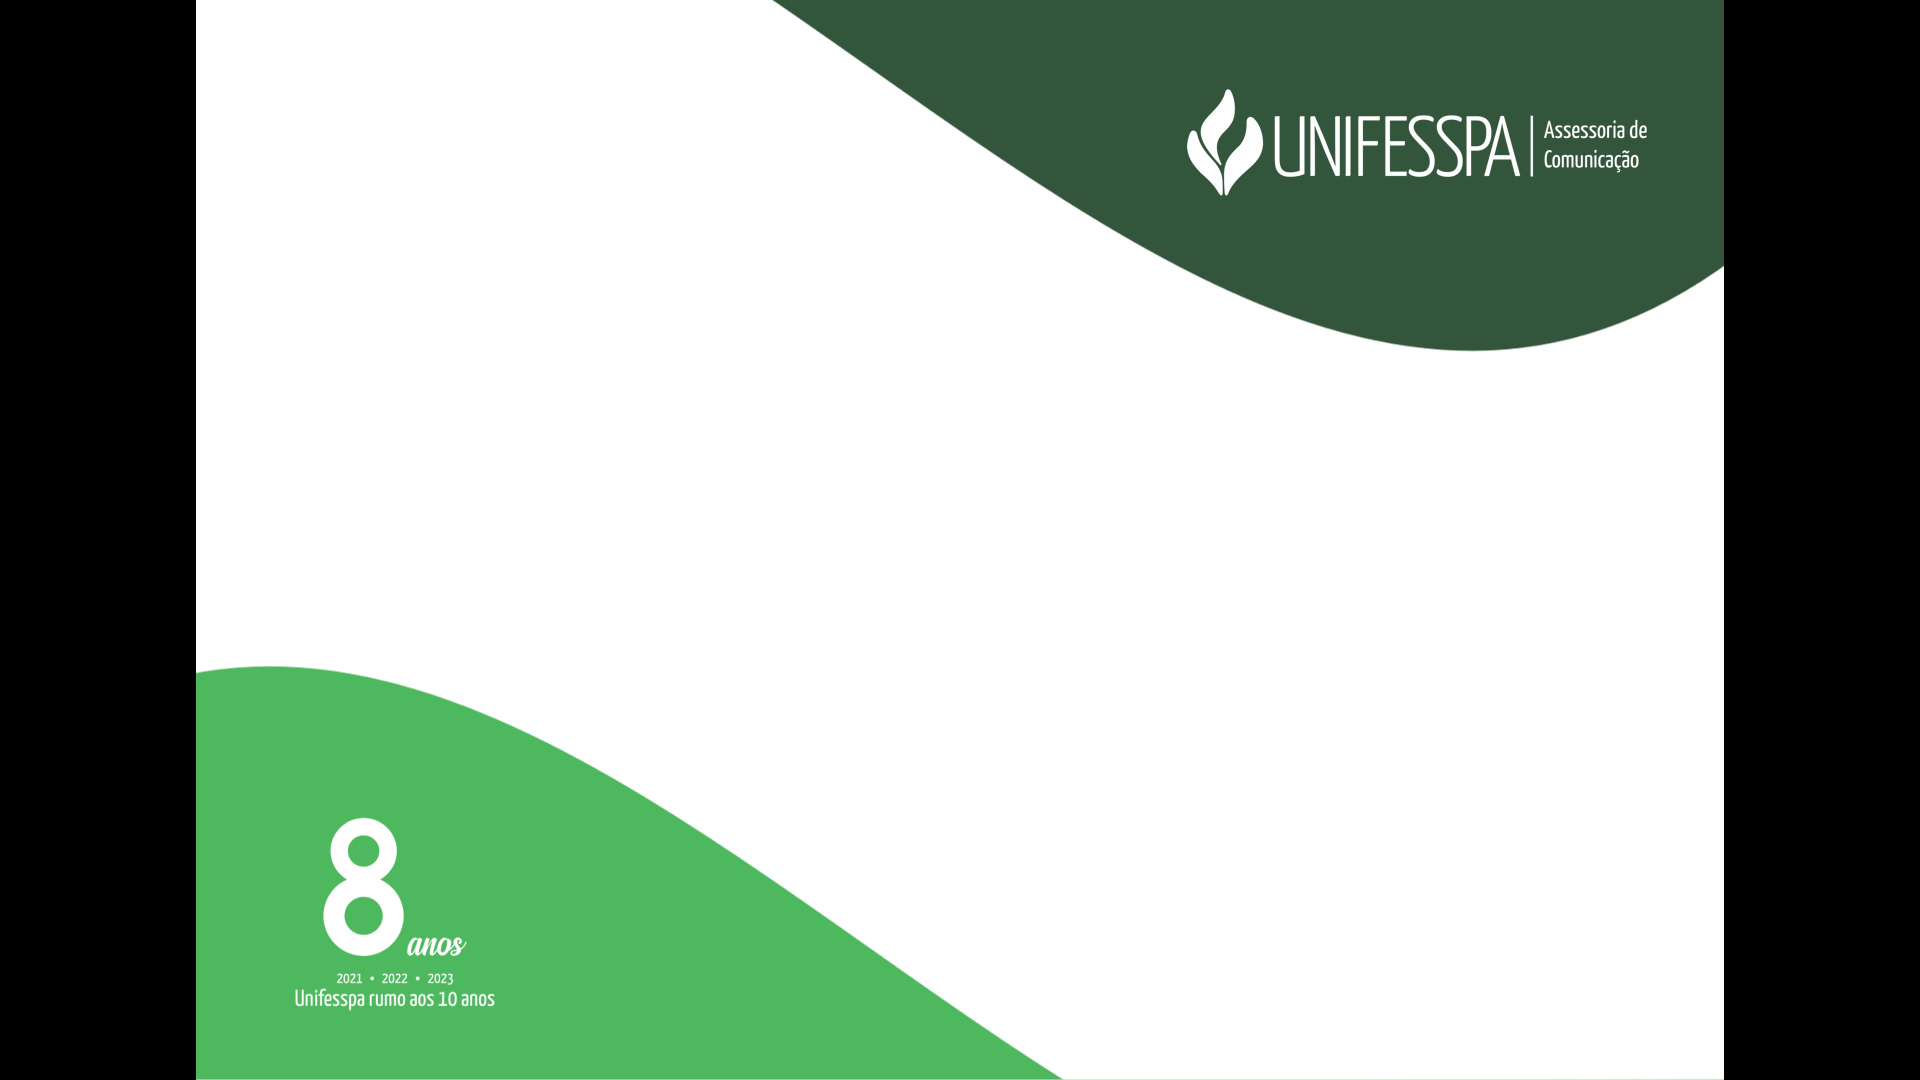 UNIFESSPA
Assessoria de
Comunicação
8 anos
2021 • 2022 • 2023
Unifesspa rumo aos 10 anos